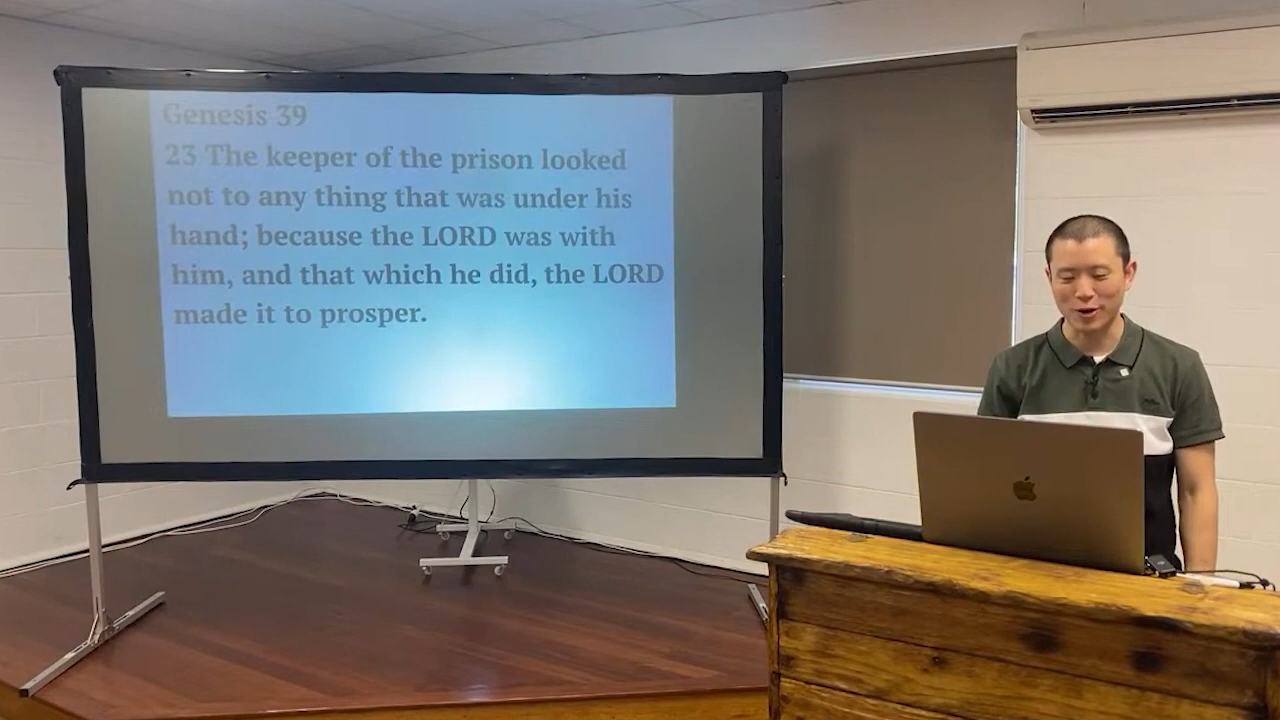 Genesis 39
23 The keeper of the prison looked
not to any thing that was under his
hand; because the LORD was with
him, and that which he did, the LORD
made it to prosper.